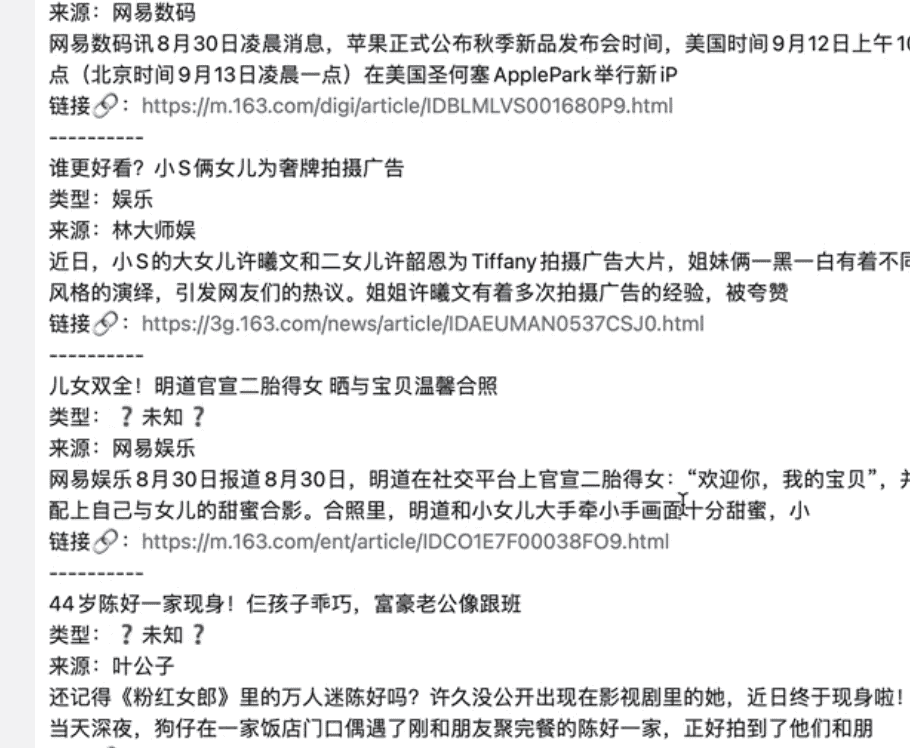 来源：网易数码
网易数码讯8月30日凌晨消息，苹果正式公布秋季新品发布会时间，美国时间9月12日上午10
点（北京时间9月13日凌晨一点）在美国圣何塞ApplePark举行新iP
链接🔗：https://m.163.com/digi/article/IDBLMLVS001680P9.html
----------
谁更好看？小S俩女儿为奢牌拍摄广告
类型：娱乐
来源：林大师娱
近日，小S的大女儿许曦文和二女儿许韶恩为Tiffany拍摄广告大片，姐妹俩一黑一白有着不同
风格的演绎，引发网友们的热议。姐姐许曦文有着多次拍摄广告的经验，被夸赞
链接🔗：https://3g.163.com/news/article/IDAEUMAN0537CSJ0.html
----------
儿女双全！明道官宣二胎得女 晒与宝贝温馨合照
类型：❔未知❔
来源：网易娱乐
网易娱乐8月30日报道8月30日，明道在社交平台上官宣二胎得女：“欢迎你，我的宝贝”，并
配上自己与女儿的甜蜜合影。合照里，明道和小女儿大手牵小手画面十分甜蜜，小
链接🔗：https://m.163.com/ent/article/IDCO1E7F00038FO9.html
----------
44岁陈好一家现身！仨孩子乖巧，富豪老公像跟班
类型：❔未知❔
来源：叶公子
还记得《粉红女郎》里的万人迷陈好吗？许久没公开出现在影视剧里的她，近日终于现身啦！
当天深夜，狗仔在一家饭店门口偶遇了刚和朋友聚完餐的陈好一家，正好拍到了他们和朋